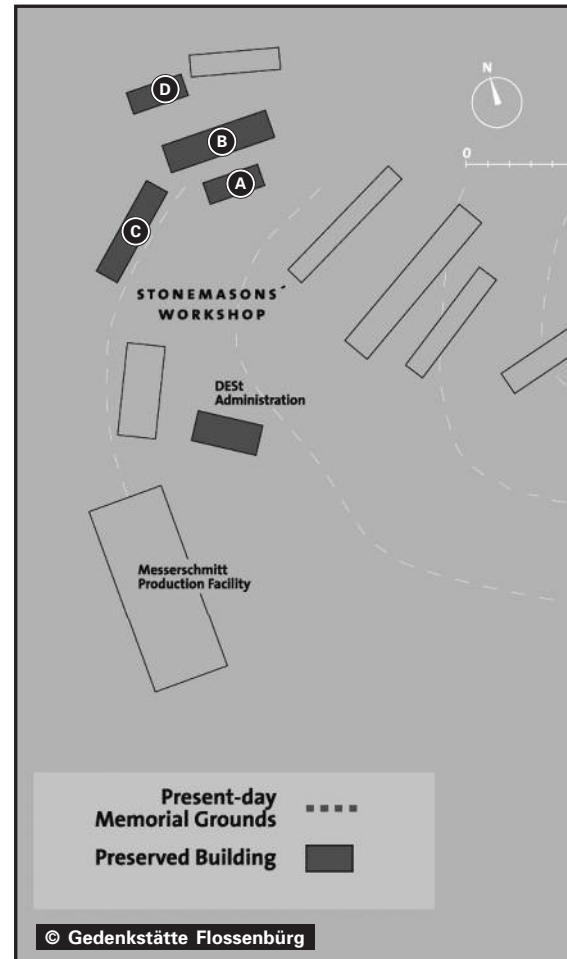 D
B
A
C
N
0
STONEMASONS´
WORKSHOP
DESt
Administration
Messerschmitt
Production Facility
Present-day
Memorial Grounds
Preserved Building
© Gedenkstätte Flossenbürg